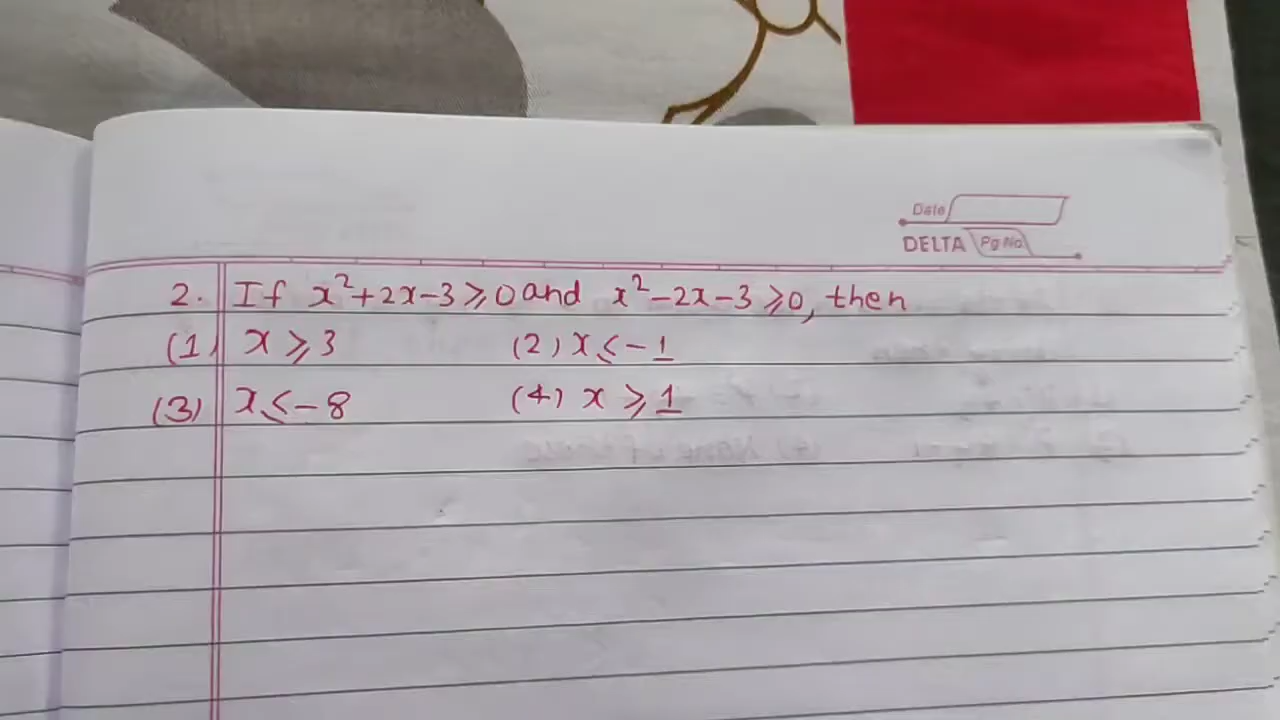 Date
DELTA Pg No.
2. If x²+2x-3⩾0 and x²-2x-3⩾0, then
(1) x⩾3 (2) x⩽-1
(3) x⩽-8 (4) x⩾1